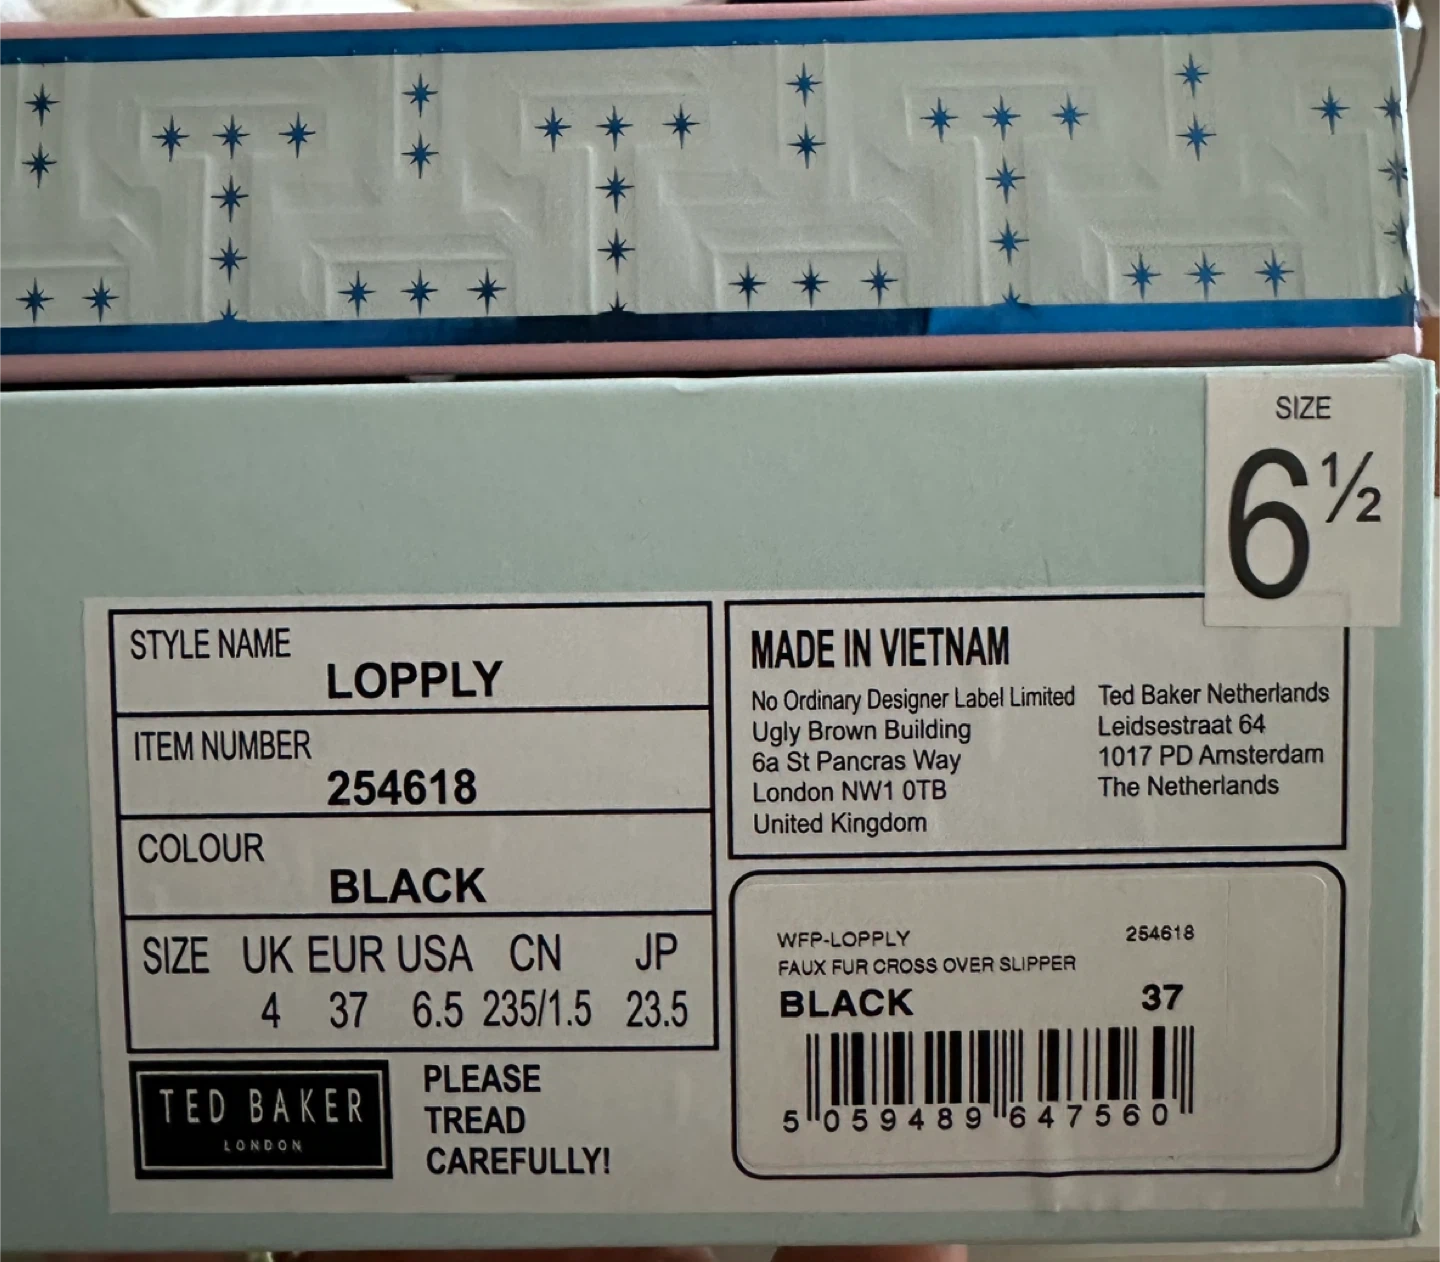 SIZE
6 ½
STYLE NAME
LOPPLY
ITEM NUMBER
254618
COLOUR
BLACK
SIZE UK EUR USA CN JP
4 37 6.5 235/1.5 23.5
TED BAKER
LONDON
PLEASE
TREAD
CAREFULLY!
MADE IN VIETNAM
No Ordinary Designer Label Limited
Ugly Brown Building
6a St Pancras Way
London NW1 0TB
United Kingdom
Ted Baker Netherlands
Leidsestraat 64
1017 PD Amsterdam
The Netherlands
WFP-LOPPLY 254618
FAUX FUR CROSS OVER SLIPPER
BLACK 37
5 059489 647560